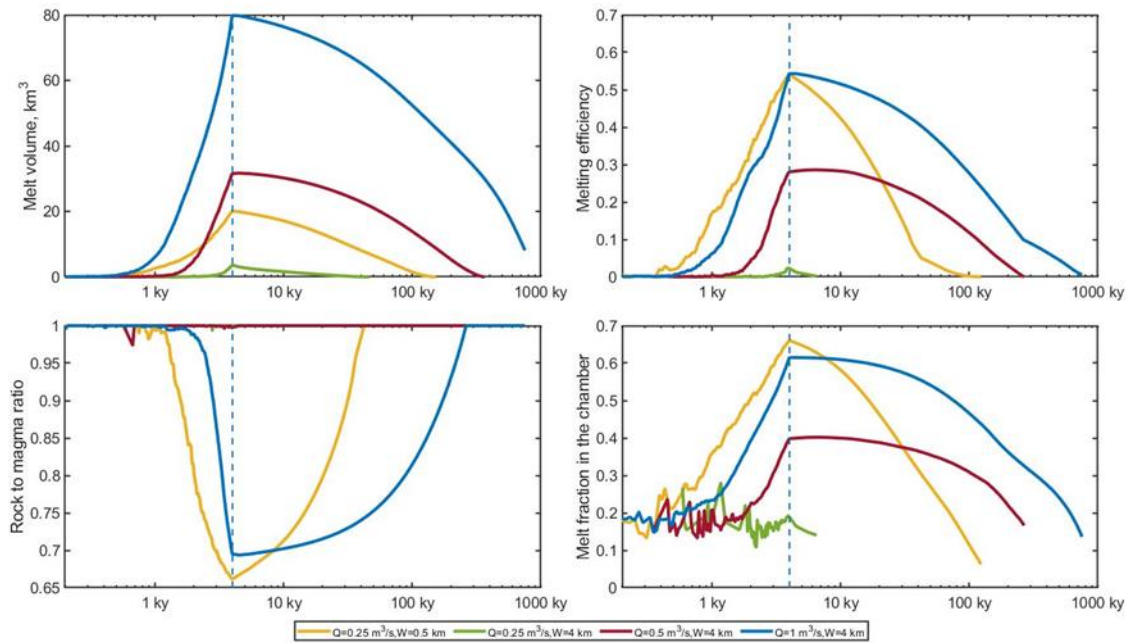 80
60
40
20
0
Melt volume, km³
1 ky
10 ky
100 ky
1000 ky
0.7
0.6
0.5
0.4
0.3
0.2
0.1
0
Melting efficiency
1 ky
10 ky
100 ky
1000 ky
1
0.95
0.9
0.85
0.8
0.75
0.7
0.65
Rock to magma ratio
1 ky
10 ky
100 ky
1000 ky
0.7
0.6
0.5
0.4
0.3
0.2
0.1
0
Melt fraction in the chamber
1 ky
10 ky
100 ky
1000 ky
Q=0.25 m³/s,W=0.5 km Q=0.25 m³/s,W=4 km Q=0.5 m³/s,W=4 km Q=1 m³/s,W=4 km